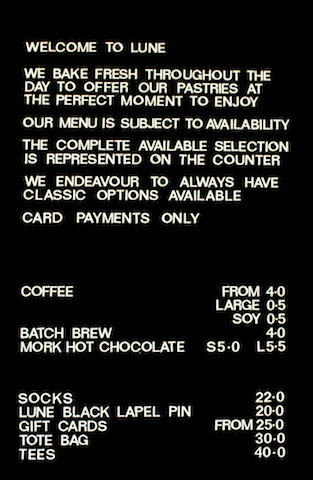 WELCOME TO LUNE
WE BAKE FRESH THROUGHOUT THE
DAY TO OFFER OUR PASTRIES AT
THE PERFECT MOMENT TO ENJOY
OUR MENU IS SUBJECT TO AVAILABILITY
THE COMPLETE AVAILABLE SELECTION
IS REPRESENTED ON THE COUNTER
WE ENDEAVOUR TO ALWAYS HAVE
CLASSIC OPTIONS AVAILABLE
CARD PAYMENTS ONLY
COFFEE FROM 4·0
LARGE 0·5
SOY 0·5
BATCH BREW 4·0
MORK HOT CHOCOLATE S5·0 L5·5
SOCKS 22·0
LUNE BLACK LAPEL PIN 20·0
GIFT CARDS FROM 25·0
TOTE BAG 30·0
TEES 40·0